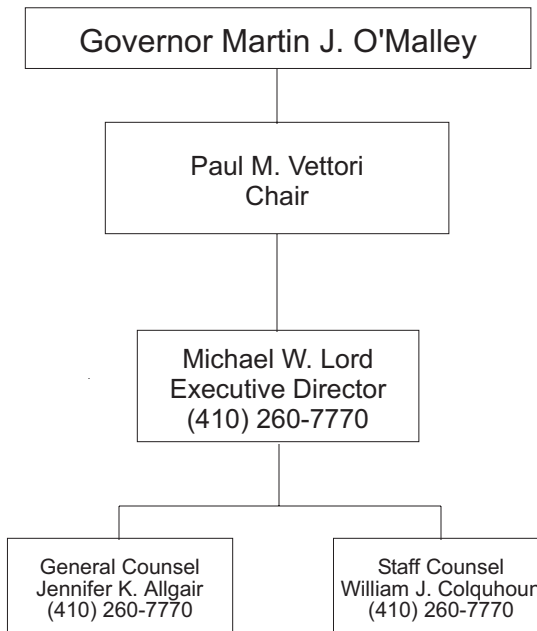 Governor Martin J. O'Malley
Paul M. Vettori
Chair
Michael W. Lord
Executive Director
(410) 260-7770
General Counsel
Jennifer K. Allgair
(410) 260-7770
Staff Counsel
William J. Colquhoun
(410) 260-7770